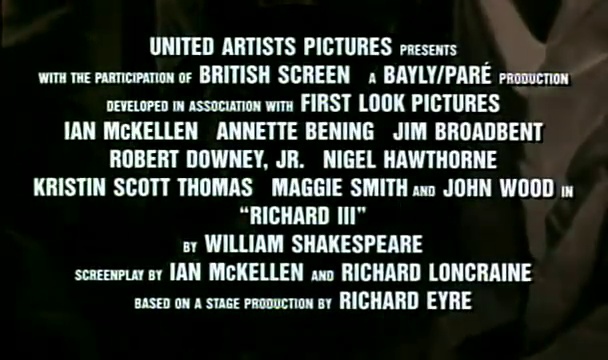 UNITED ARTISTS PICTURES PRESENTS
WITH THE PARTICIPATION OF BRITISH SCREEN A BAYLY/PARÉ PRODUCTION
DEVELOPED IN ASSOCIATION WITH FIRST LOOK PICTURES
IAN McKELLEN ANNETTE BENING JIM BROADBENT
ROBERT DOWNEY, JR. NIGEL HAWTHORNE
KRISTIN SCOTT THOMAS MAGGIE SMITH AND JOHN WOOD IN
“RICHARD III”
BY WILLIAM SHAKESPEARE
SCREENPLAY BY IAN McKELLEN AND RICHARD LONCRAINE
BASED ON A STAGE PRODUCTION BY RICHARD EYRE